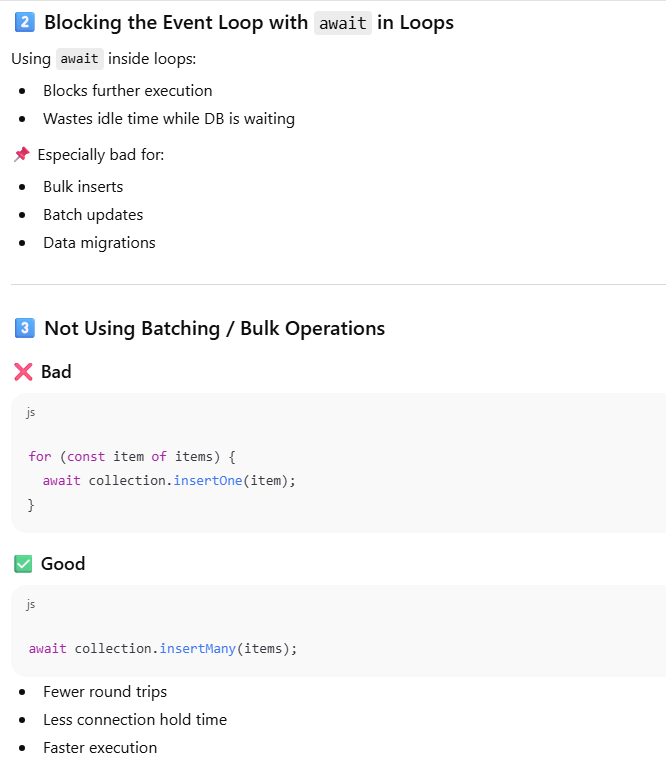 2 Blocking the Event Loop with await in Loops
Using await inside loops:
• Blocks further execution
• Wastes idle time while DB is waiting
📌 Especially bad for:
• Bulk inserts
• Batch updates
• Data migrations
3 Not Using Batching / Bulk Operations
❌ Bad
js
for (const item of items) {
  await collection.insertOne(item);
}
✅ Good
js
await collection.insertMany(items);
• Fewer round trips
• Less connection hold time
• Faster execution